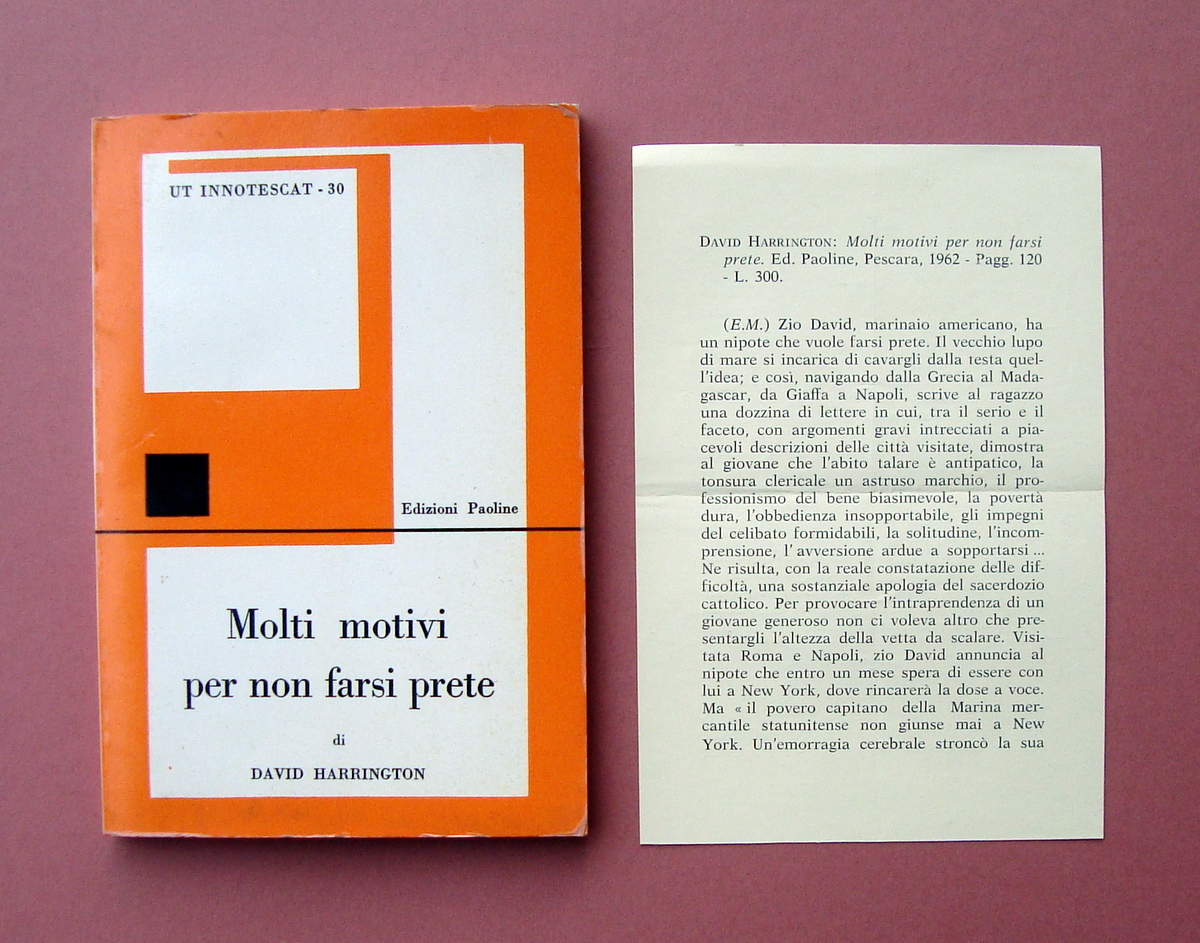 UT INNOTESCAT - 30
Edizioni Paoline
Molti motivi
per non farsi prete
di
DAVID HARRINGTON
DAVID HARRINGTON: Molti motivi per non farsi
prete. Ed. Paoline, Pescara, 1962 - Pagg. 120
- L. 300.
(E.M.) Zio David, marinaio americano, ha
un nipote che vuole farsi prete. Il vecchio lupo
di mare si incarica di cavargli dalla testa quel-
l'idea; e così, navigando dalla Grecia al Mada-
gascar, da Giaffa a Napoli, scrive al ragazzo
una dozzina di lettere in cui, tra il serio e il
faceto, con argomenti gravi intrecciati a pia-
cevoli descrizioni delle città visitate, dimostra
al giovane che l'abito talare è antipatico, la
tonsura clericale un astruso marchio, il pro-
fessionismo del bene biasimevole, la povertà
dura, l'obbedienza insopportabile, gli impegni
del celibato formidabili, la solitudine, l'incom-
prensione, l'avversione ardue a sopportarsi ...
Ne risulta, con la reale constatazione delle dif-
ficoltà, una sostanziale apologia del sacerdozio
cattolico. Per provocare l'intraprendenza di un
giovane generoso non ci voleva altro che pre-
sentargli l'altezza della vetta da scalare. Visi-
tata Roma e Napoli, zio David annuncia al
nipote che entro un mese spera di essere con
lui a New York, dove rincarerà la dose a voce.
Ma « il povero capitano della Marina mer-
cantile statunitense non giunse mai a New
York. Un'emorragia cerebrale stroncò la sua